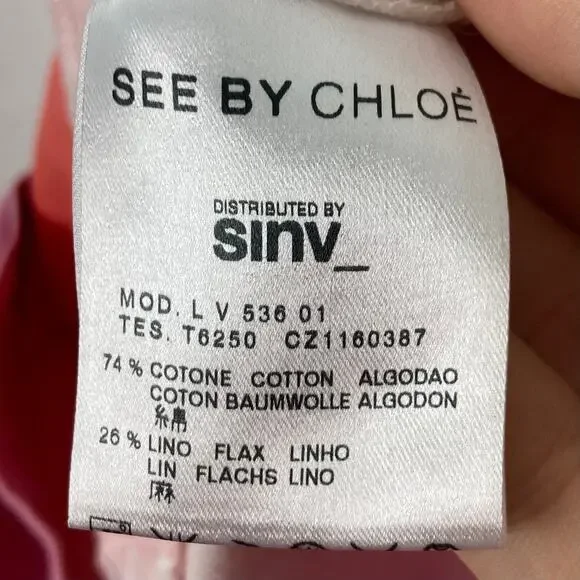 SEE BY CHLOÉ
DISTRIBUTED BY
sinv_
MOD. L V 536 01
TES. T6250 CZ1160387
74 % COTONE COTTON ALGODAO
COTON BAUMWOLLE ALGODON
26 % LINO FLAX LINHO
LIN FLACHS LINO
麻